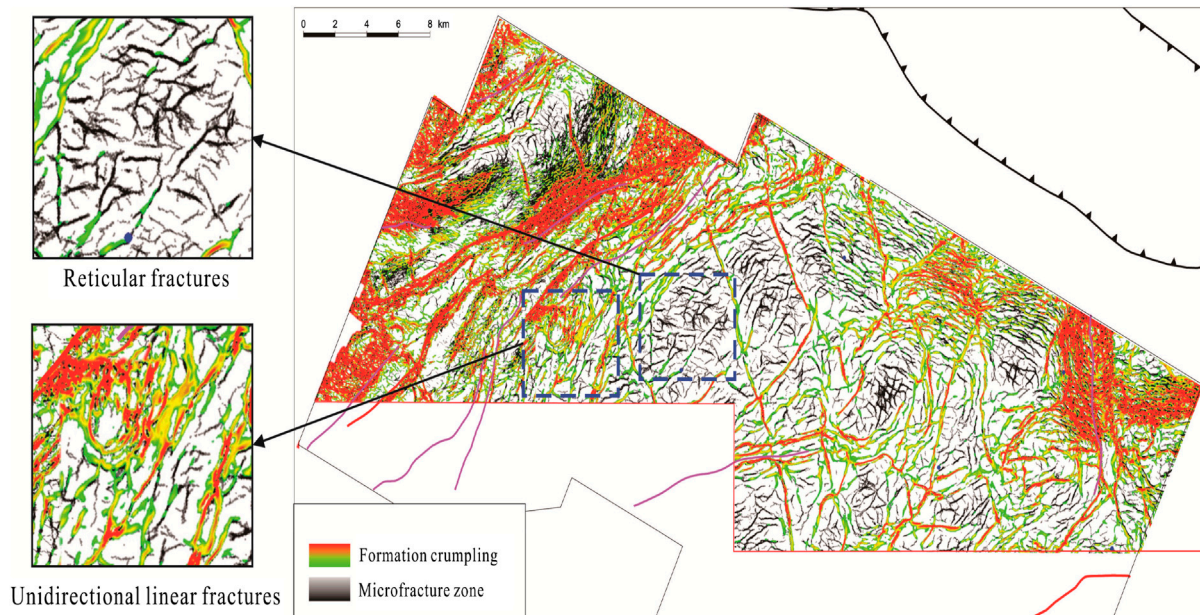 0 2 4 6 8 km
Reticular fractures
Unidirectional linear fractures
Formation crumpling
Microfracture zone